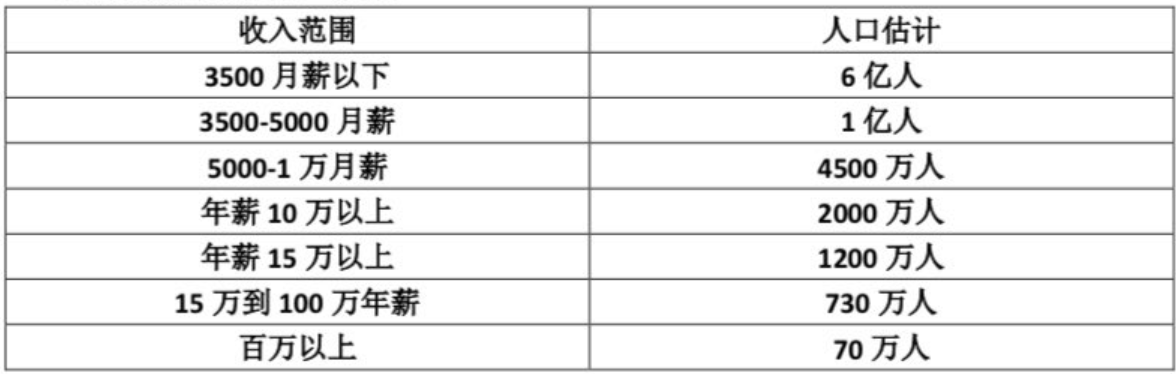 收入范围 人口估计
3500 月薪以下 6 亿人
3500-5000 月薪 1 亿人
5000-1 万月薪 4500 万人
年薪 10 万以上 2000 万人
年薪 15 万以上 1200 万人
15 万到 100 万年薪 730 万人
百万以上 70 万人